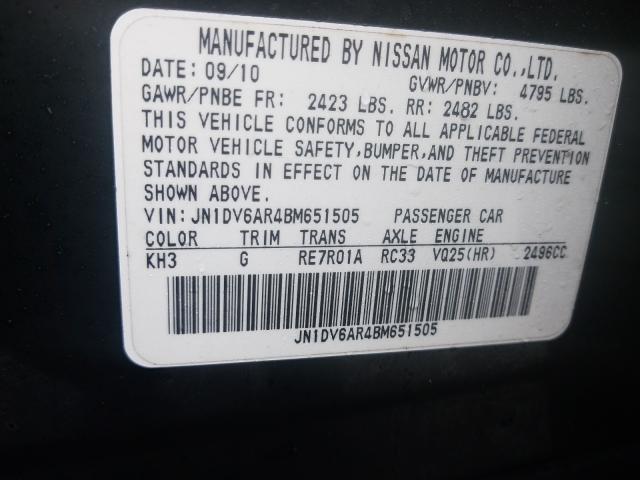 MANUFACTURED BY NISSAN MOTOR CO.,LTD.
DATE: 09/10 GVWR/PNBV: 4795 LBS.
GAWR/PNBE FR: 2423 LBS. RR: 2482 LBS.
THIS VEHICLE CONFORMS TO ALL APPLICABLE FEDERAL
MOTOR VEHICLE SAFETY,BUMPER,AND THEFT PREVENTION
STANDARDS IN EFFECT ON THE DATE OF MANUFACTURE
SHOWN ABOVE.
VIN: JN1DV6AR4BM651505 PASSENGER CAR
COLOR TRIM TRANS AXLE ENGINE
KH3 G RE7R01A RC33 VQ25(HR) 2496CC
JN1DV6AR4BM651505